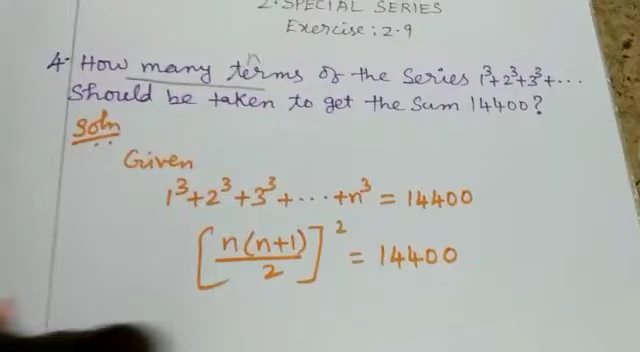 2. SPECIAL SERIES
Exercise: 2.9
n
4. How many terms of the Series 1³+2³+3³+...
Should be taken to get the Sum 14400?
Soln
Given
1³+2³+3³+...+n³ = 14400
[n(n+1)/2]² = 14400